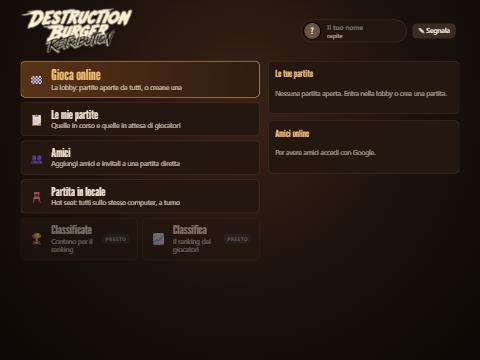 DESTRUCTION
BURGER
RETRIBUTION
?
Il tuo nome
ospite
Segnala
Gioca online
La lobby: partite aperte da tutti, o creane una
Le mie partite
Quelle in corso e quelle in attesa di giocatori
Amici
Aggiungi amici e invitali a una partita diretta
Partita in locale
Hot seat: tutti sullo stesso computer, a turno
Classificate
Contano per il
ranking
PRESTO
Classifica
Il ranking dei
giocatori
PRESTO
Le tue partite
Nessuna partita aperta. Entra nella lobby o crea una partita.
Amici online
Per avere amici accedi con Google.